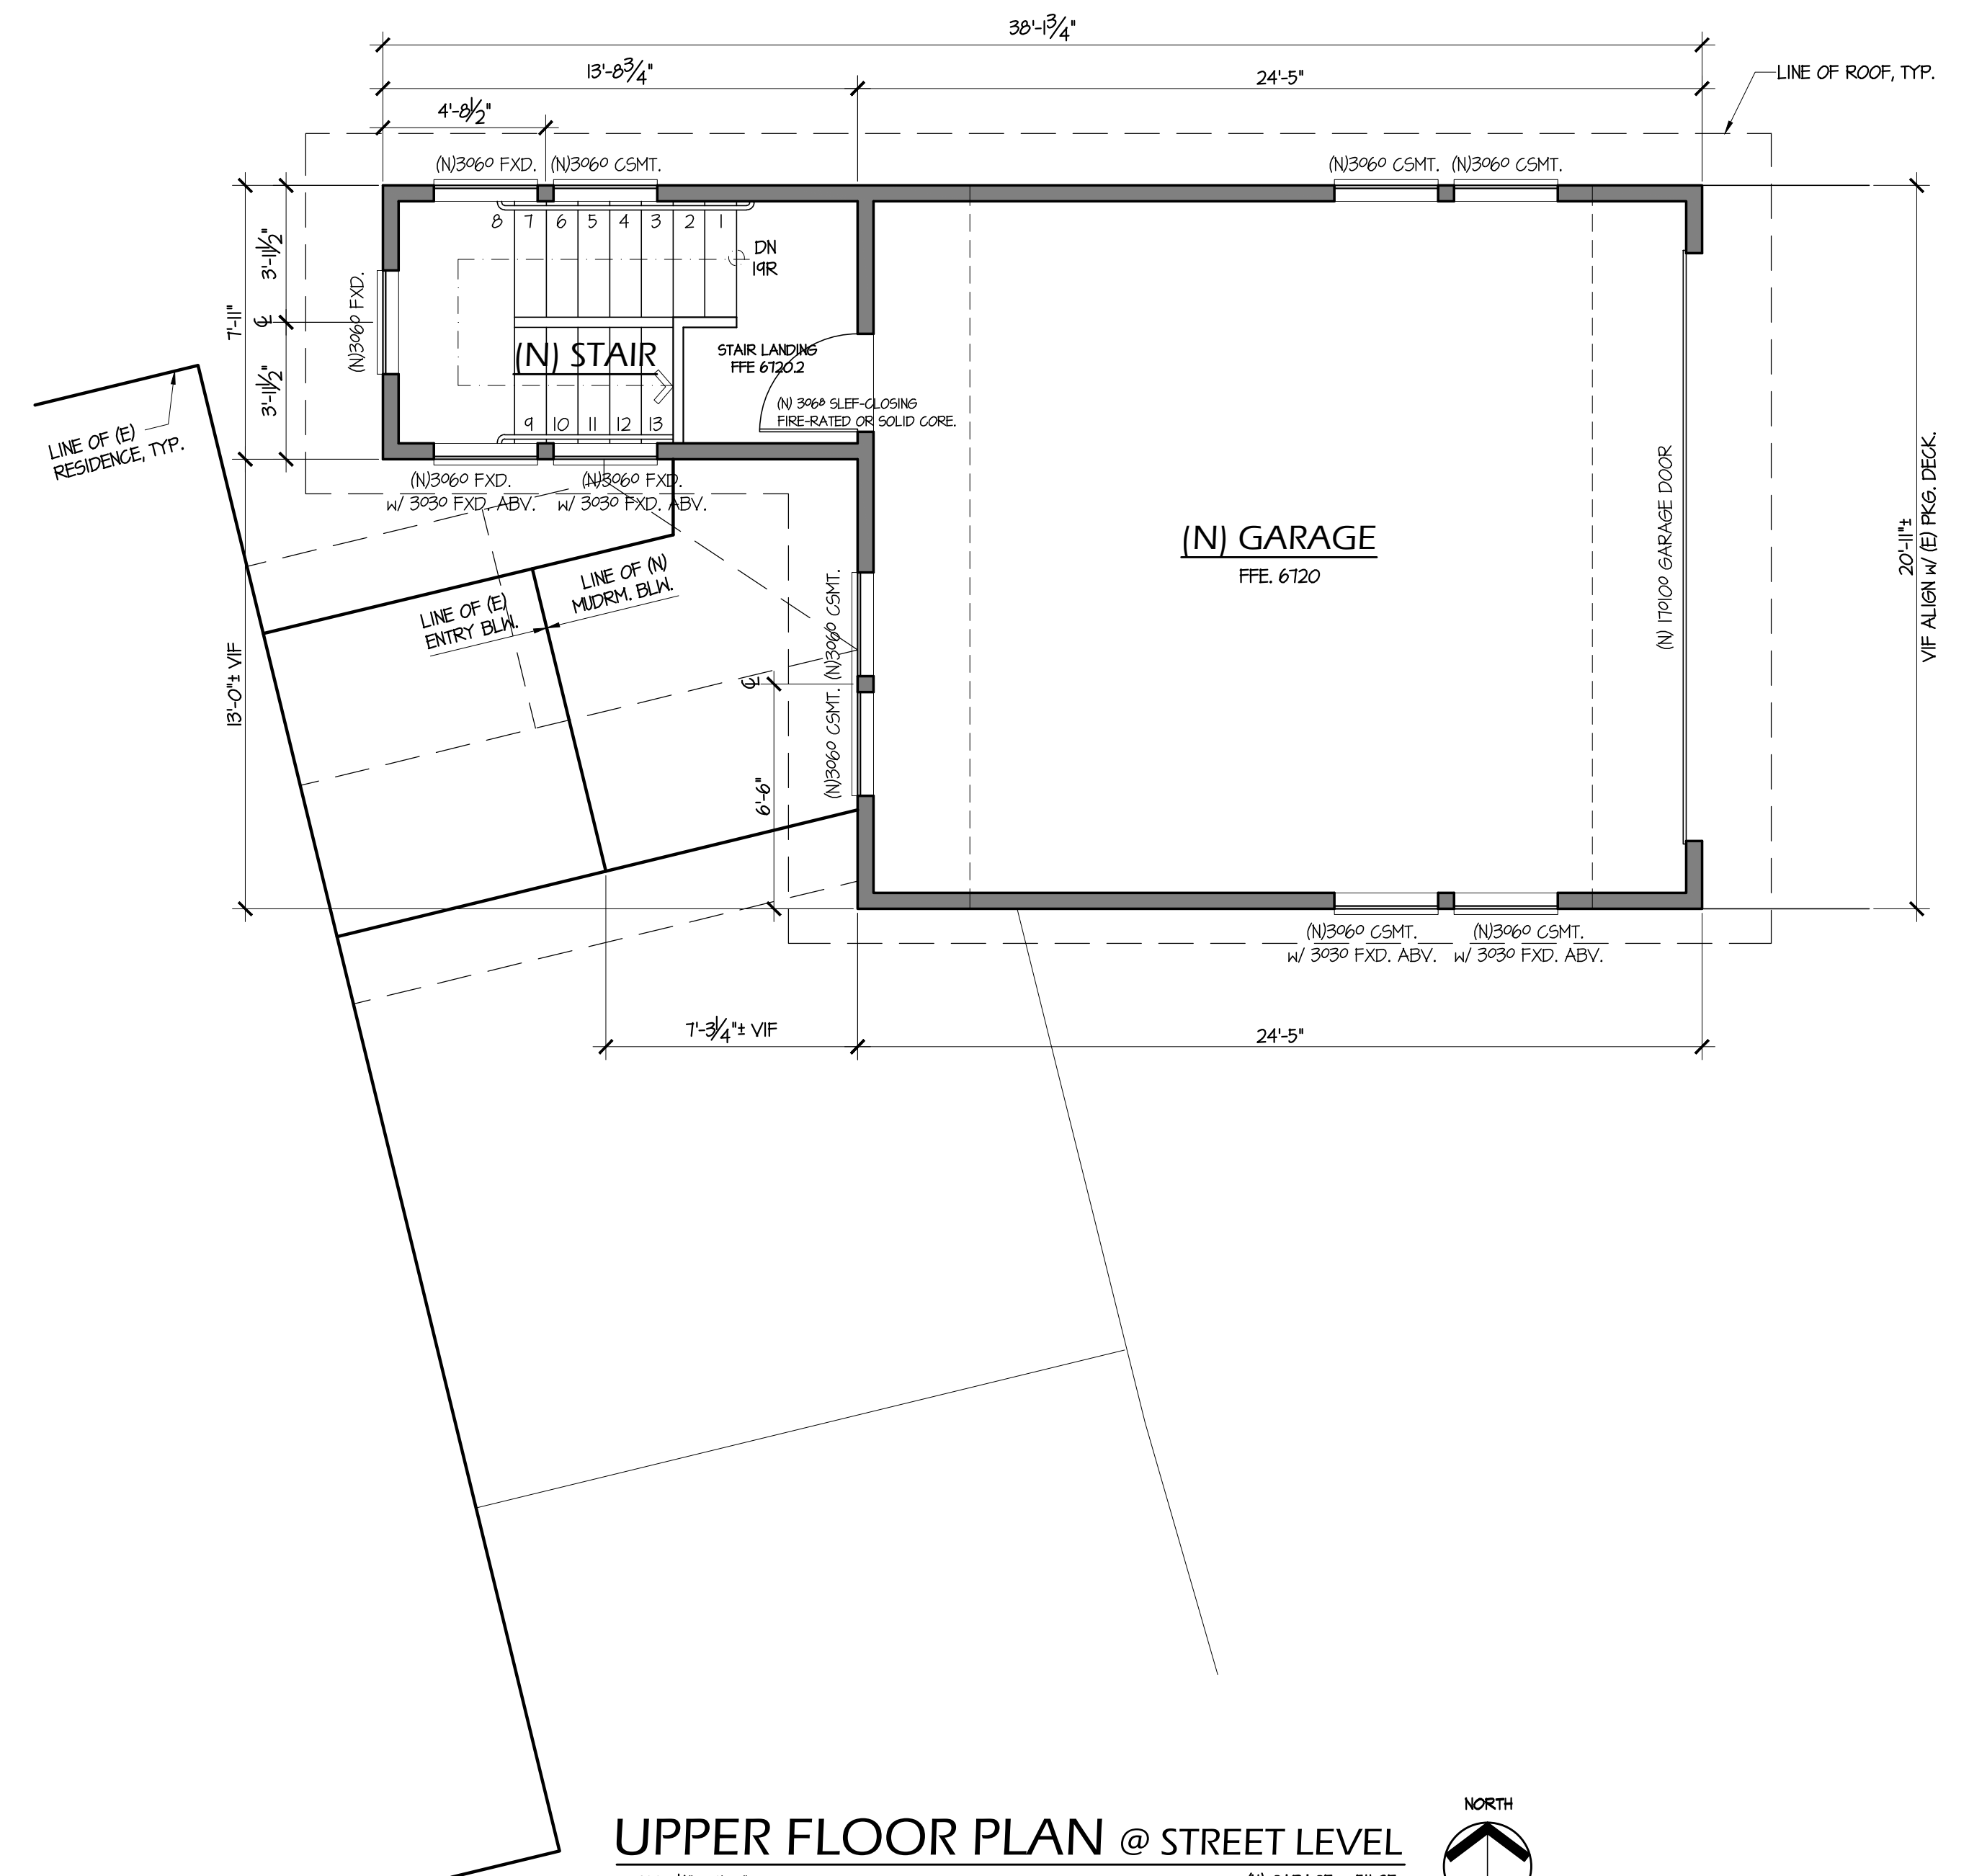 38'-1 3/4"
13'-8 3/4"
24'-5"
LINE OF ROOF, TYP.
4'-8 1/2"
(N)3060 FXD.
(N)3060 CSMT.
(N)3060 CSMT.
(N)3060 CSMT.
8 7 6 5 4 3 2 1
DN
19R
3'-11 1/2"
7'-11"
℄
3'-11 1/2"
(N)3060 FXD.
(N) STAIR
STAIR LANDING
FFE 6720.2
(N) 3068 SLEF-CLOSING
FIRE-RATED OR SOLID CORE.
9 10 11 12 13
LINE OF (E)
RESIDENCE, TYP.
(N)3060 FXD.
w/ 3030 FXD. ABV.
(N)3060 FXD.
w/ 3030 FXD. ABV.
(N) GARAGE
FFE. 6720
(N) 170100 GARAGE DOOR
20'-11"±
VIF ALIGN w/ (E) PKG. DECK.
LINE OF (N)
MUDRM. BLW.
LINE OF (E)
ENTRY BLW.
(N)3060 CSMT.
(N)3060 CSMT.
℄
13'-0"± VIF
6'-6"
(N)3060 CSMT.
w/ 3030 FXD. ABV.
(N)3060 CSMT.
w/ 3030 FXD. ABV.
7'-3 1/4"± VIF
24'-5"
NORTH
UPPER FLOOR PLAN @ STREET LEVEL